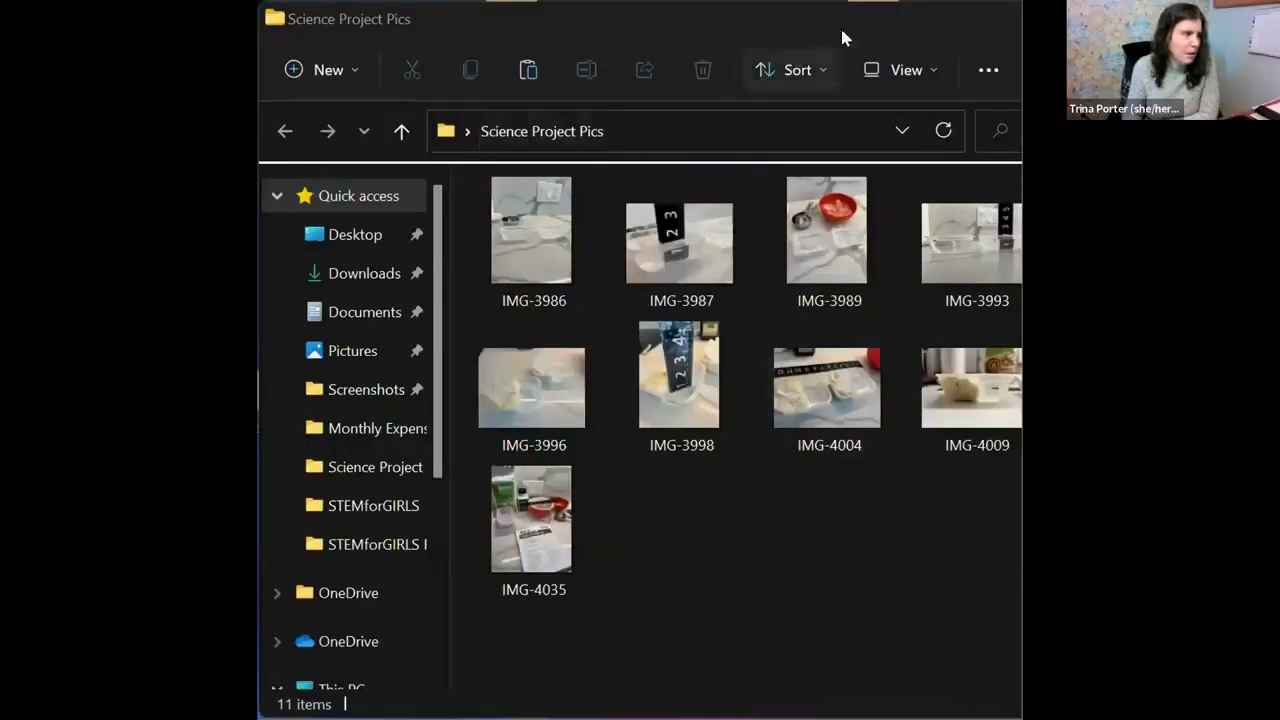 Science Project Pics
New
Sort
View
Science Project Pics
Quick access
Desktop
Downloads
Documents
Pictures
Screenshots
Monthly Expens
Science Project
STEMforGIRLS
STEMforGIRLS
OneDrive
OneDrive
This PC
IMG-3986
IMG-3987
IMG-3989
IMG-3993
IMG-3996
IMG-3998
IMG-4004
IMG-4009
IMG-4035
11 items
Trina Porter (she/her...